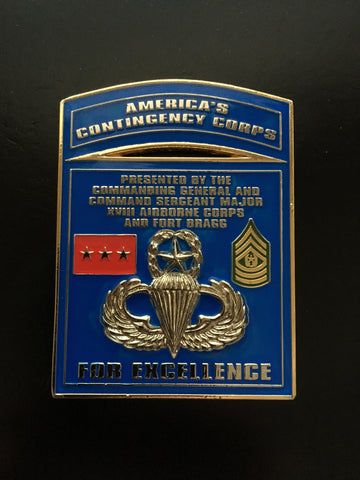 AMERICA'S
CONTINGENCY CORPS
PRESENTED BY THE
COMMANDING GENERAL AND
COMMAND SERGEANT MAJOR
XVIII AIRBORNE CORPS
AND FORT BRAGG
FOR EXCELLENCE